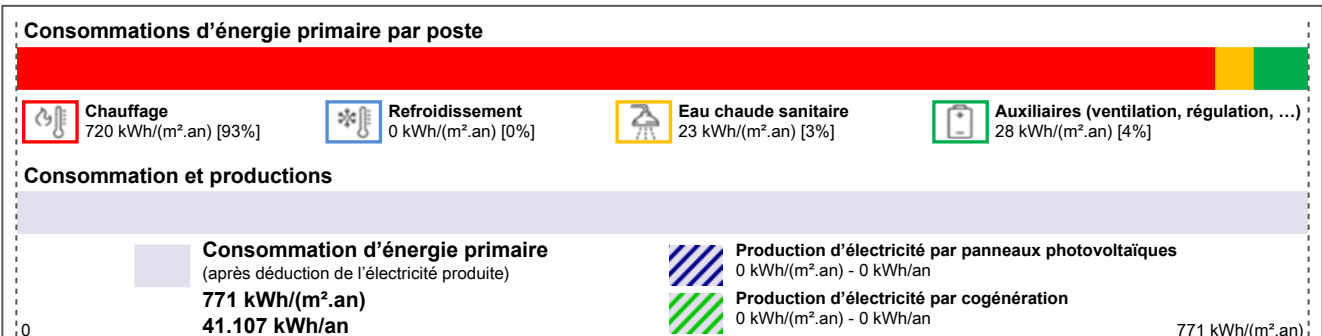 Consommations d’énergie primaire par poste
Chauffage
720 kWh/(m².an) [93%]
Refroidissement
0 kWh/(m².an) [0%]
Eau chaude sanitaire
23 kWh/(m².an) [3%]
Auxiliaires (ventilation, régulation, …)
28 kWh/(m².an) [4%]
Consommation et productions
Consommation d’énergie primaire
(après déduction de l’électricité produite)
771 kWh/(m².an)
41.107 kWh/an
Production d’électricité par panneaux photovoltaïques
0 kWh/(m².an) - 0 kWh/an
Production d’électricité par cogénération
0 kWh/(m².an) - 0 kWh/an
0
771 kWh/(m².an)